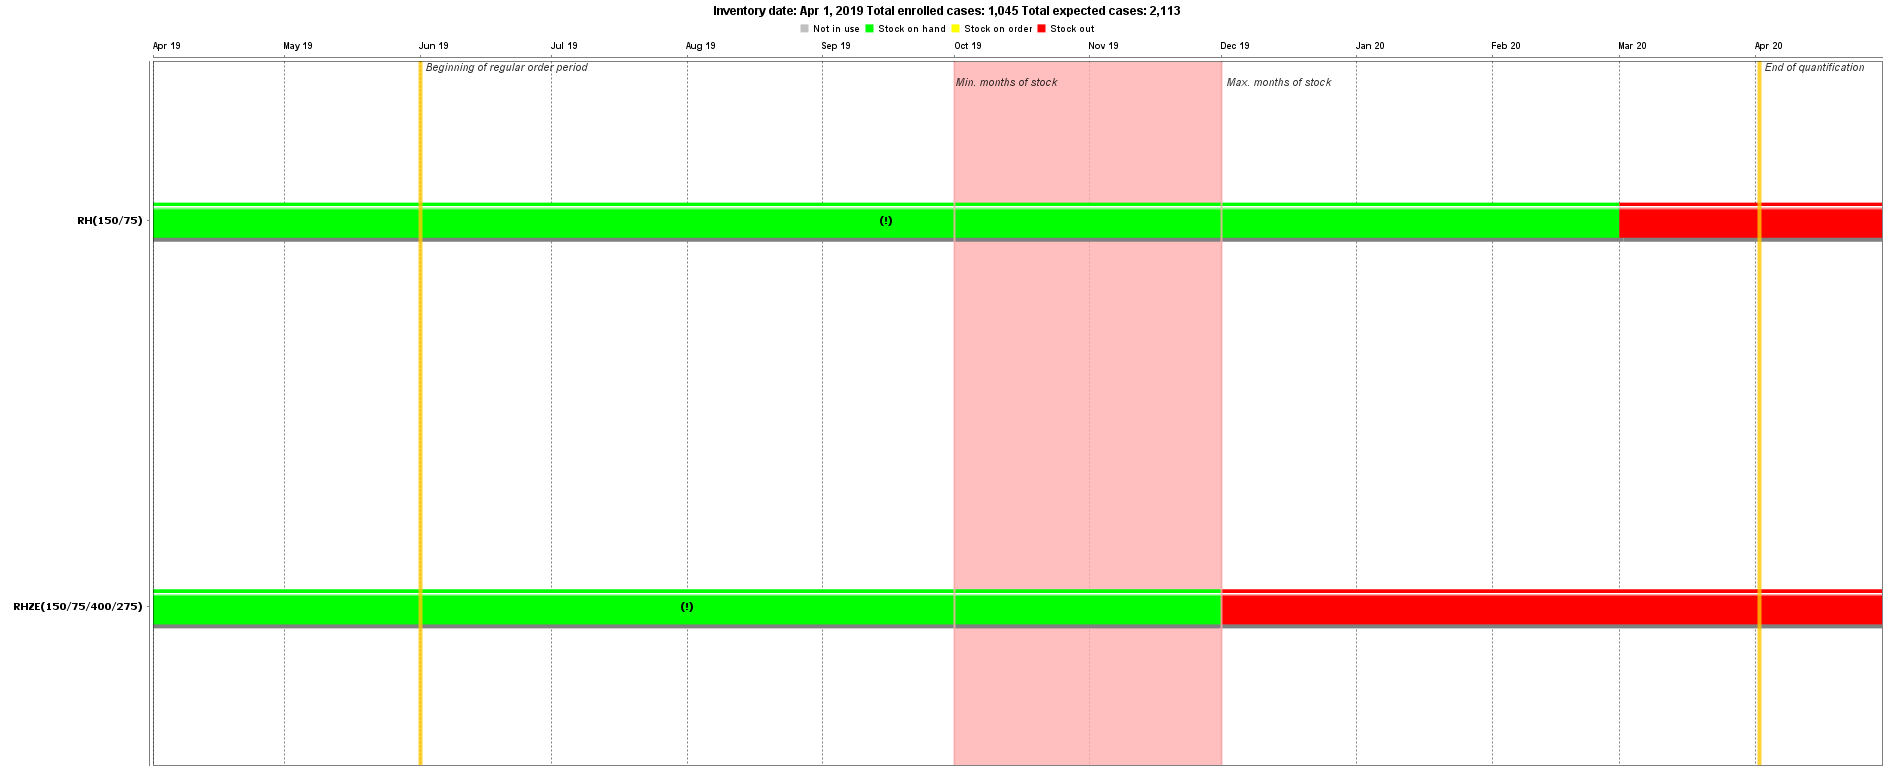 Inventory date: Apr 1, 2019 Total enrolled cases: 1,045 Total expected cases: 2,113
Not in use Stock on hand Stock on order Stock out
Apr 19 May 19 Jun 19 Jul 19 Aug 19 Sep 19 Oct 19 Nov 19 Dec 19 Jan 20 Feb 20 Mar 20 Apr 20
Beginning of regular order period End of quantification
Min. months of stock Max. months of stock
RH(150/75) (!)
RHZE(150/75/400/275) (!)